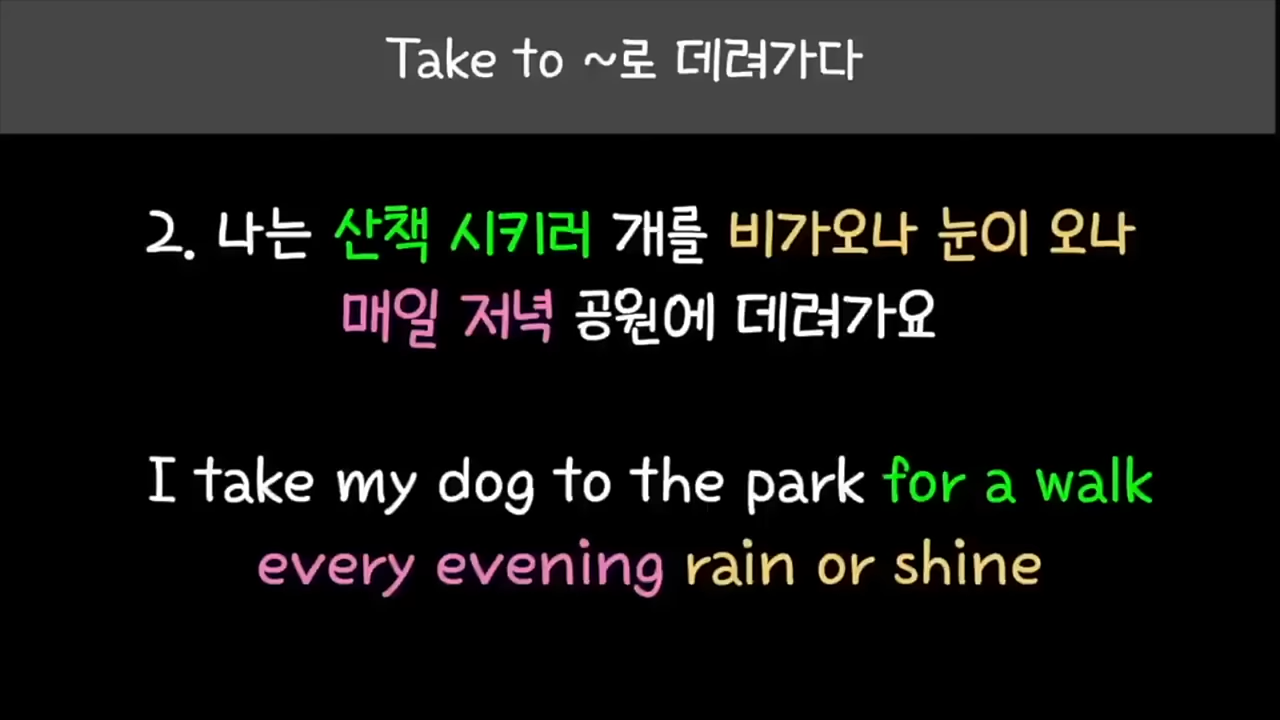 Take to ~로 데려가다
2. 나는 산책 시키러 개를 비가오나 눈이 오나
매일 저녁 공원에 데려가요
I take my dog to the park for a walk
every evening rain or shine